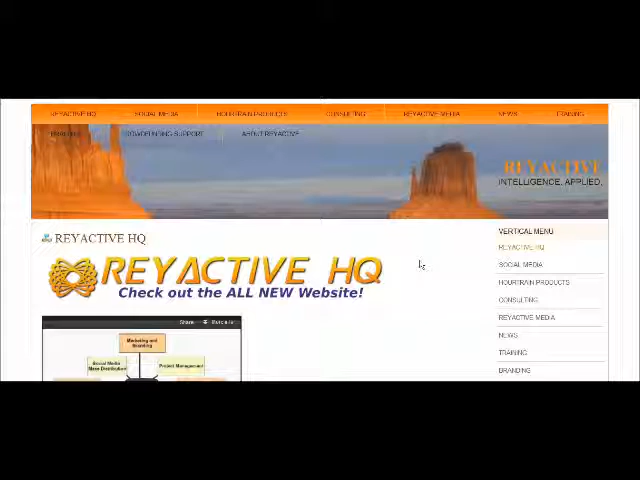 REYACTIVE HQ SOCIAL MEDIA HOURTRAIN PRODUCTS CONSULTING REYACTIVE MEDIA NEWS TRAINING
BRANDING CROWDFUNDING SUPPORT ABOUT REYACTIVE
REYACTIVE
INTELLIGENCE, APPLIED.
REYACTIVE HQ
REYACTIVE HQ
Check out the ALL NEW Website!
Share
Marketing and
Branding
Social Media
Mass Distribution
Project Management
VERTICAL MENU
REYACTIVE HQ
SOCIAL MEDIA
HOURTRAIN PRODUCTS
CONSULTING
REYACTIVE MEDIA
NEWS
TRAINING
BRANDING